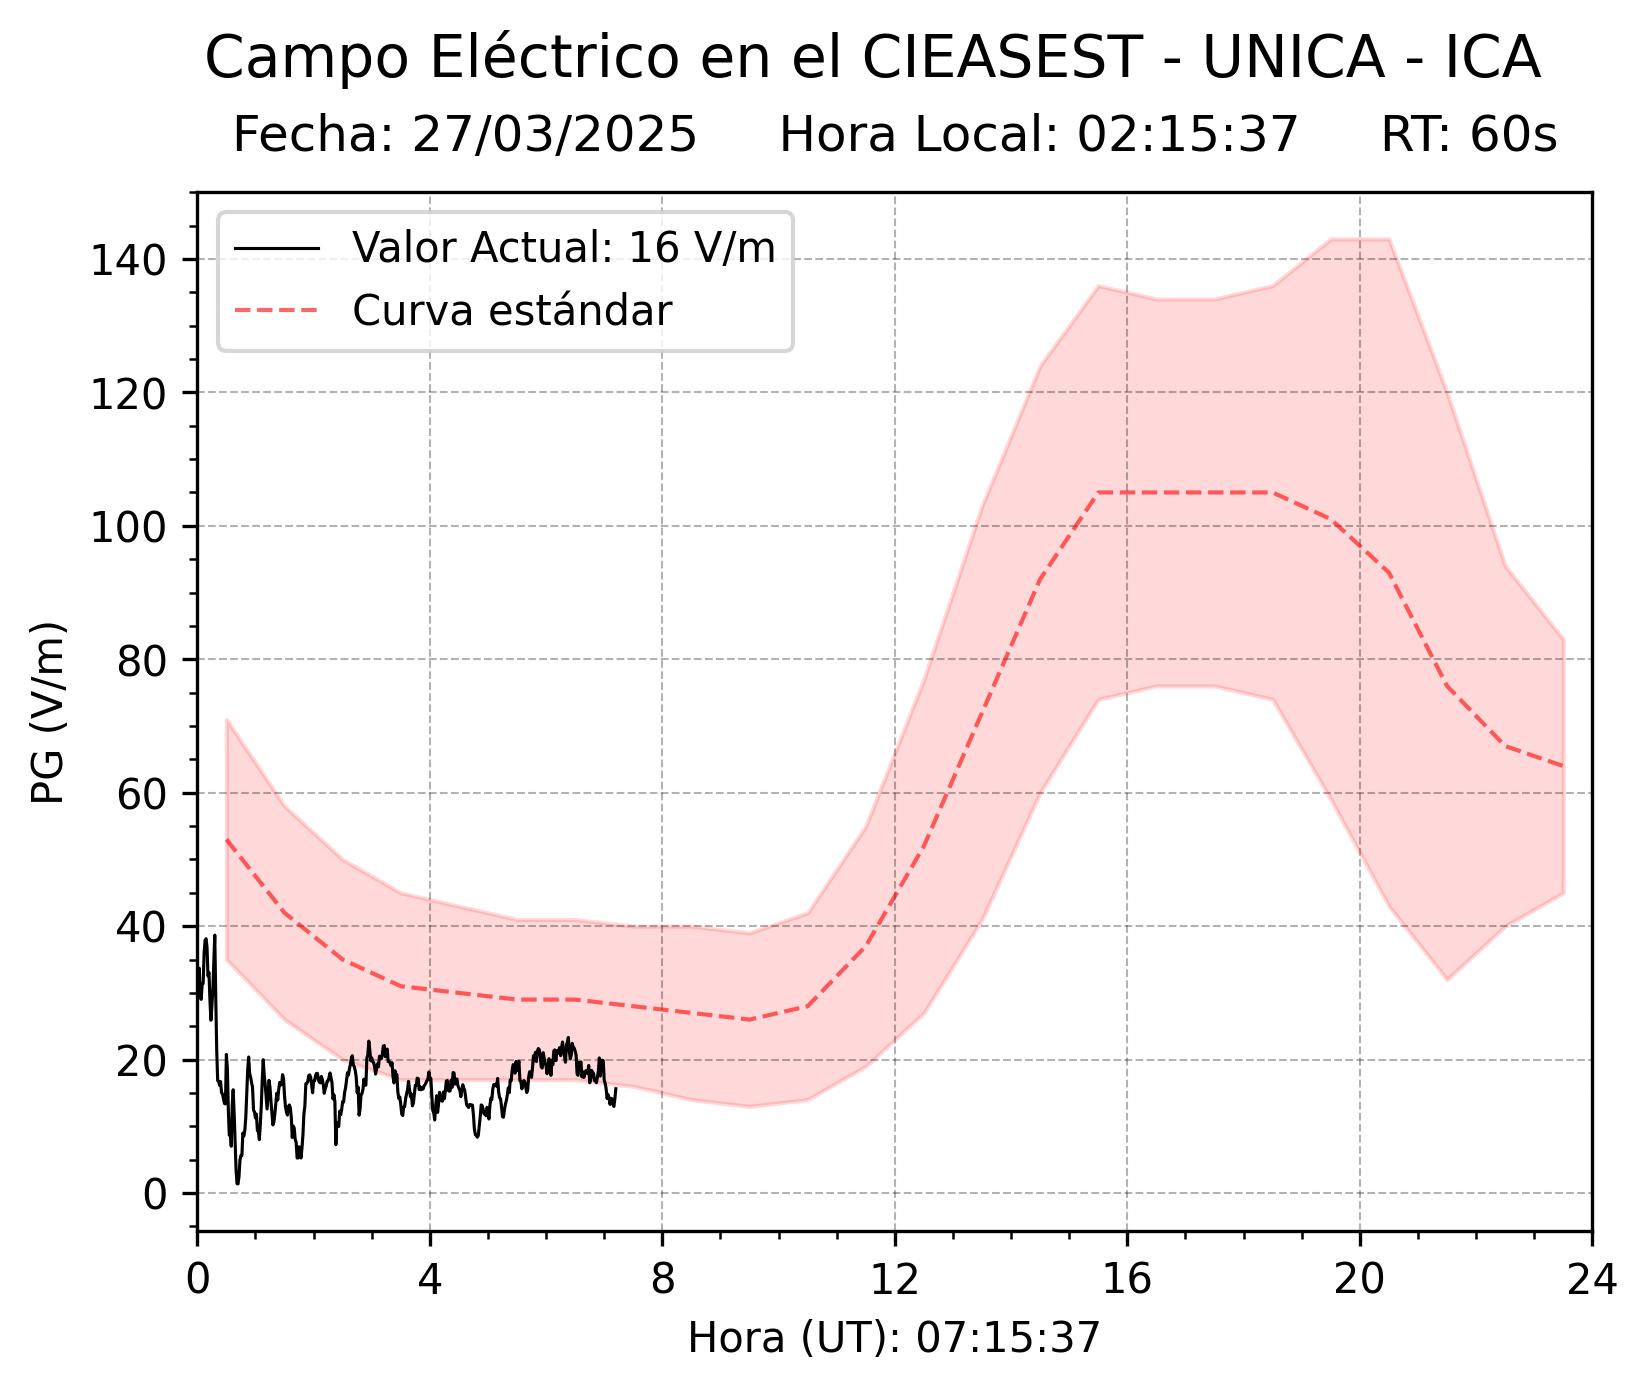 Campo Eléctrico en el CIEASEST - UNICA - ICA
Fecha: 27/03/2025 Hora Local: 02:15:37 RT: 60s
Valor Actual: 16 V/m
Curva estándar
PG (V/m)
140
120
100
80
60
40
20
0
0 4 8 12 16 20 24
Hora (UT): 07:15:37